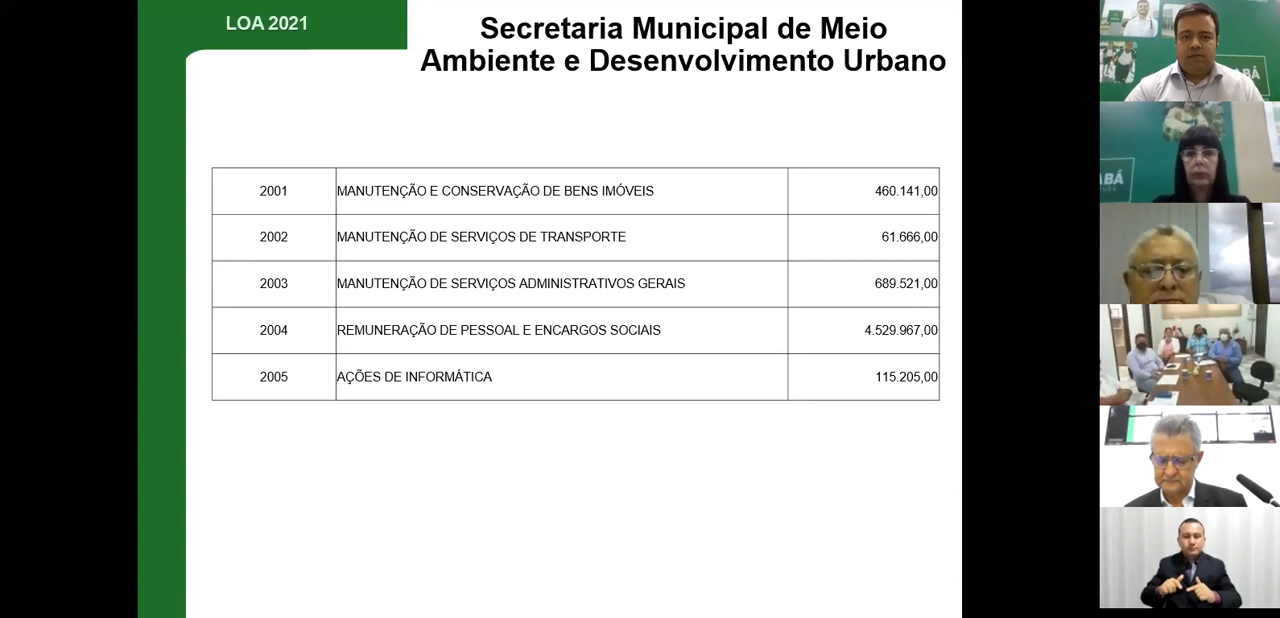 LOA 2021
Secretaria Municipal de Meio
Ambiente e Desenvolvimento Urbano
2001 MANUTENÇÃO E CONSERVAÇÃO DE BENS IMÓVEIS 460.141,00
2002 MANUTENÇÃO DE SERVIÇOS DE TRANSPORTE 61.666,00
2003 MANUTENÇÃO DE SERVIÇOS ADMINISTRATIVOS GERAIS 689.521,00
2004 REMUNERAÇÃO DE PESSOAL E ENCARGOS SOCIAIS 4.529.967,00
2005 AÇÕES DE INFORMÁTICA 115.205,00
ABÁ
ABÁ